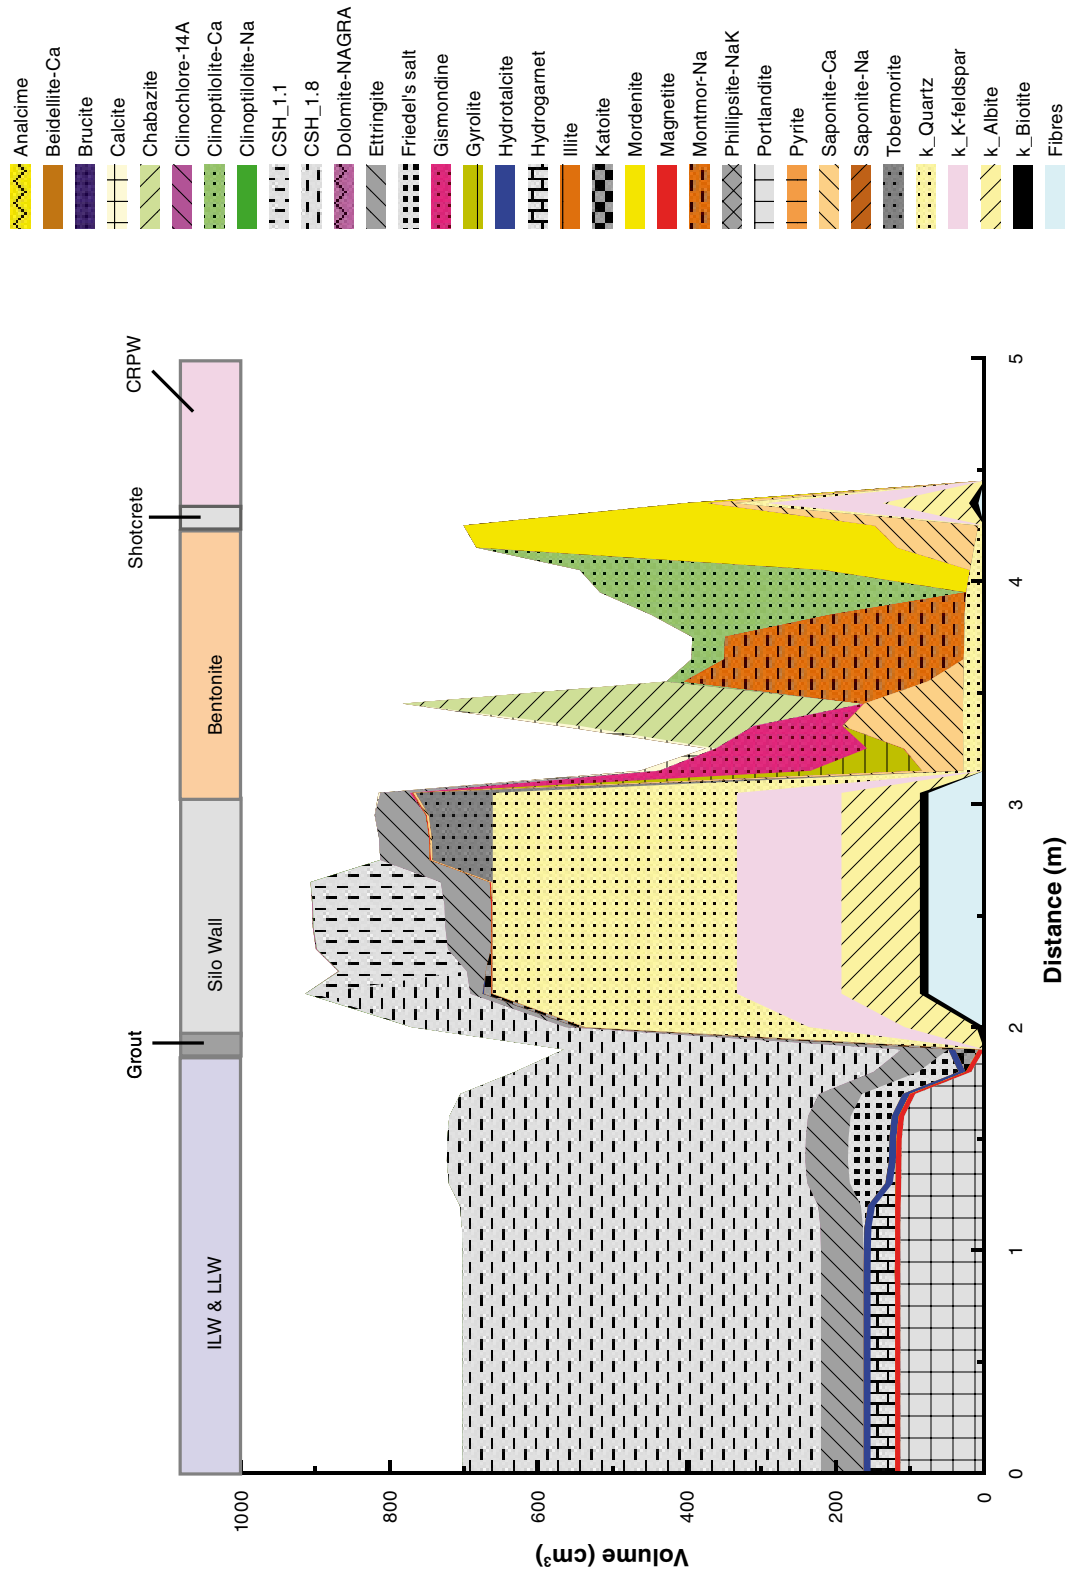 Analcime
Beidellite-Ca
Brucite
Calcite
Chabazite
Clinochlore-14A
Clinoptilolite-Ca
Clinoptilolite-Na
CSH_1.1
CSH_1.8
Dolomite-NAGRA
Ettringite
Friedel's salt
Gismondine
Gyrolite
Hydrotalcite
Hydrogarnet
Illite
Katoite
Mordenite
Magnetite
Montmor-Na
Phillipsite-NaK
Portlandite
Pyrite
Saponite-Ca
Saponite-Na
Tobermorite
k_Quartz
k_K-feldspar
k_Albite
k_Biotite
Fibres
Grout
Shotcrete
CRPW
ILW & LLW
Silo Wall
Bentonite
1000
800
600
400
200
0
Volume (cm³)
0
1
2
3
4
5
Distance (m)